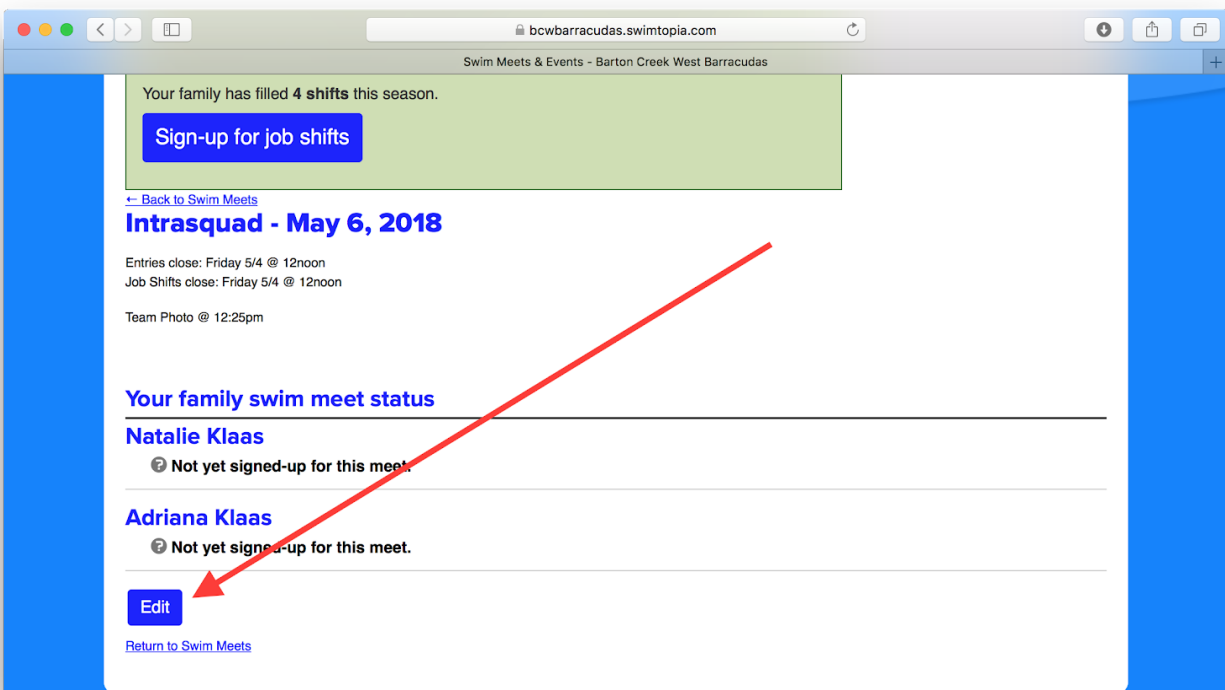 bcwbarracudas.swimtopia.com
Swim Meets & Events - Barton Creek West Barracudas
Your family has filled 4 shifts this season.
Sign-up for job shifts
← Back to Swim Meets
Intrasquad - May 6, 2018
Entries close: Friday 5/4 @ 12noon
Job Shifts close: Friday 5/4 @ 12noon
Team Photo @ 12:25pm
Your family swim meet status
Natalie Klaas
Not yet signed-up for this meet.
Adriana Klaas
Not yet signed-up for this meet.
Edit
Return to Swim Meets